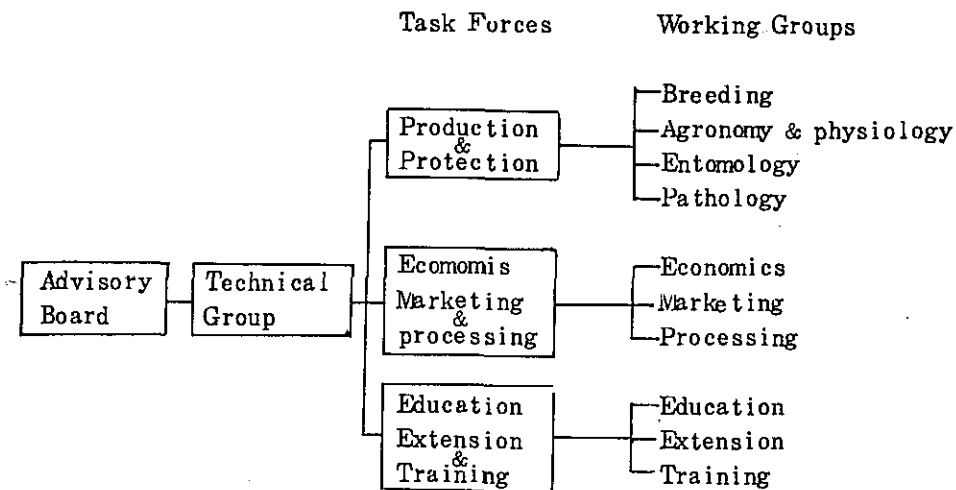 Task Forces
Working Groups
Advisory
Board
Technical
Group
Production
&
Protection
Breeding
Agronomy & physiology
Entomology
Pathology
Ecomomis
Marketing
&
processing
Economics
Marketing
Processing
Education
Extension
&
Training
Education
Extension
Training